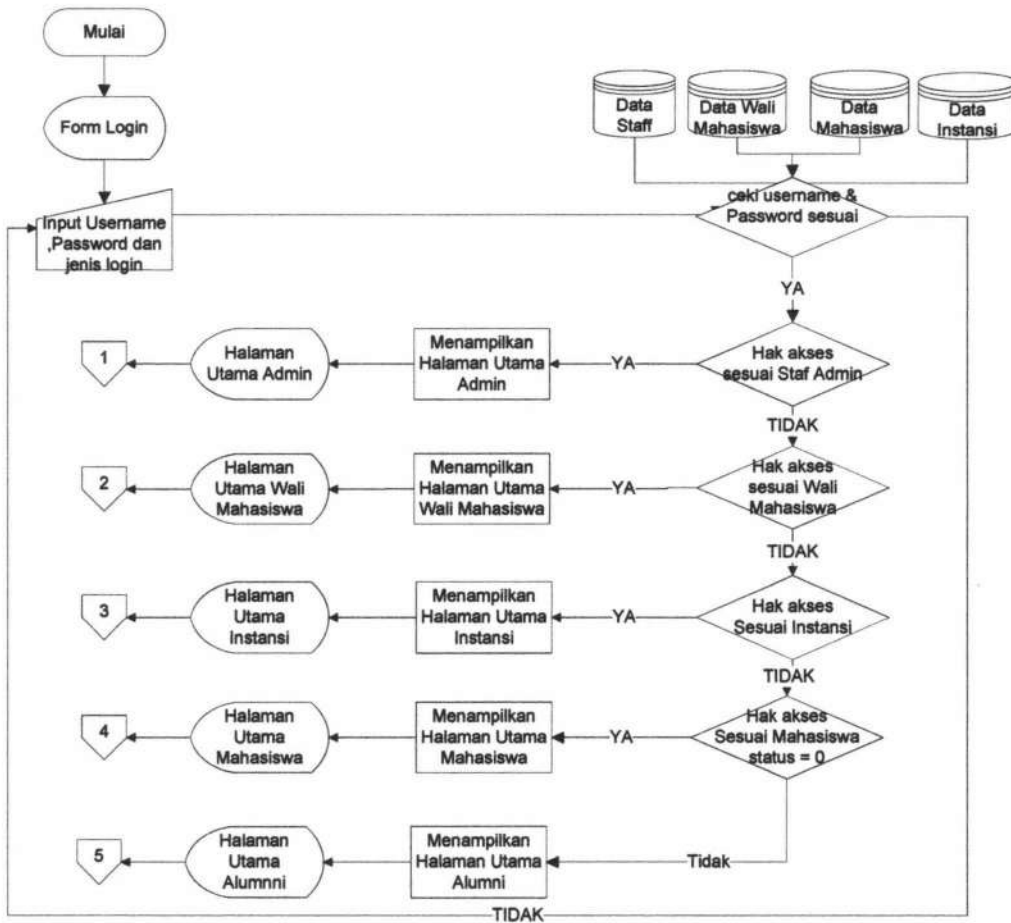 Mulai
Form Login
Input Username
,Password dan
jenis login
Data
Staff
Data Wali
Mahasiswa
Data
Mahasiswa
Data
Instansi
ceki username &
Password sesuai
YA
Hak akses
sesuai Staf Admin
YA
Menampilkan
Halaman Utama
Admin
Halaman
Utama Admin
1
TIDAK
Hak akses
sesuai Wali
Mahasiswa
YA
Menampilkan
Halaman Utama
Wali Mahasiswa
Halaman
Utama Wali
Mahasiswa
2
TIDAK
Hak akses
Sesuai Instansi
YA
Menampilkan
Halaman Utama
Instansi
Halaman
Utama
Instansi
3
TIDAK
Hak akses
Sesuai Mahasiswa
status = 0
YA
Menampilkan
Halaman Utama
Mahasiswa
Halaman
Utama
Mahasiswa
4
Tidak
Menampilkan
Halaman Utama
Alumni
Halaman
Utama
Alumnni
5
TIDAK